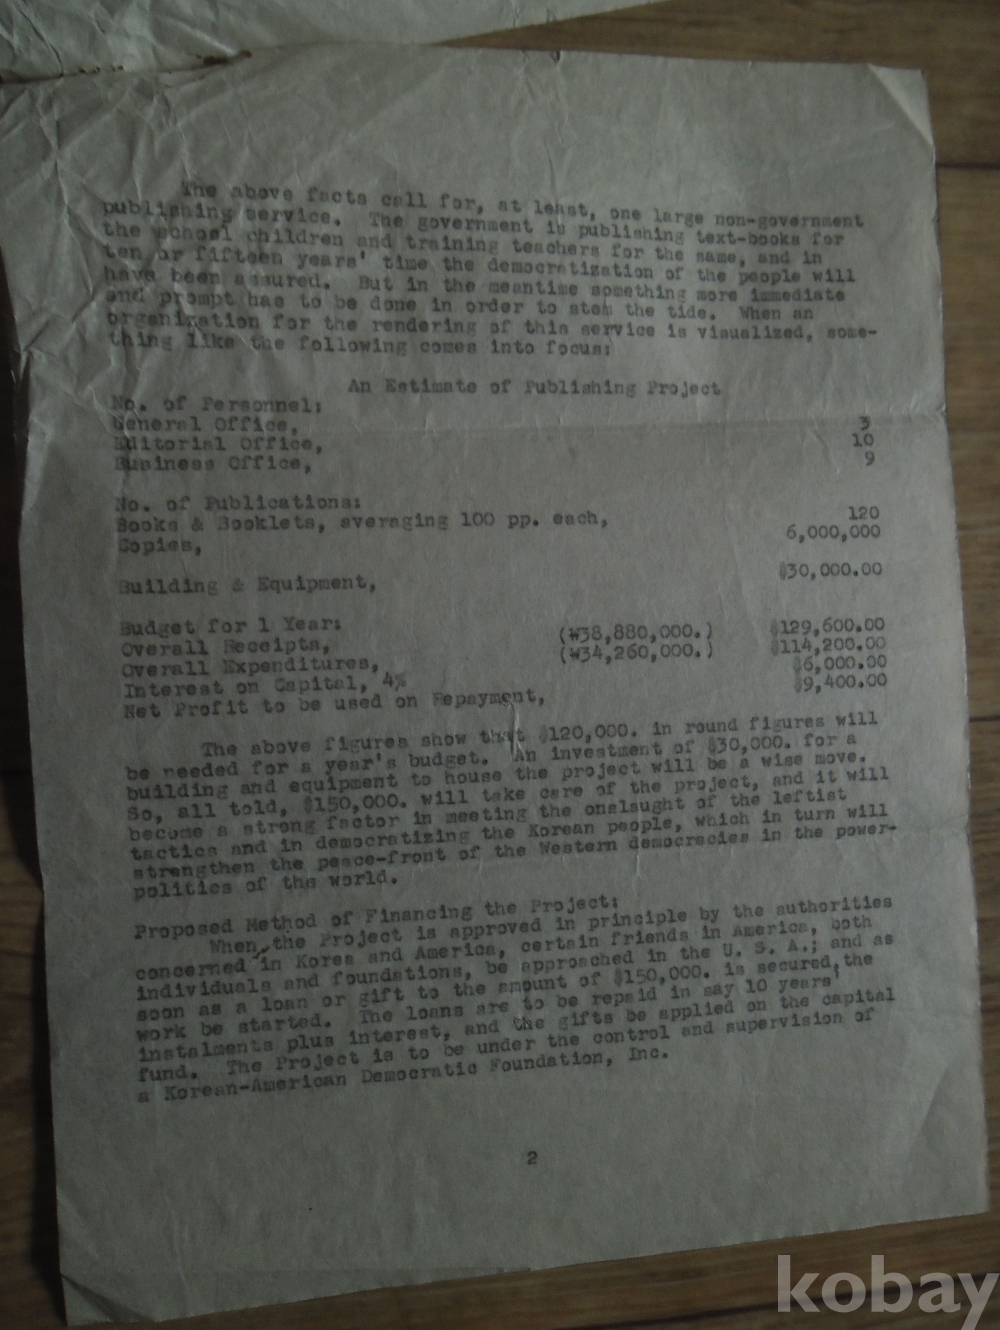 The above facts call for, at least, one large non-government
publishing service. The government is publishing text-books for
the school children and training teachers for the same, and in
ten or fifteen years' time the democratization of the people will
have been assured. But in the meantime something more immediate
and prompt has to be done in order to stem the tide. When an
organization for the rendering of this service is visualized, some-
thing like the following comes into focus:
An Estimate of Publishing Project
No. of Personnel:
General Office, 3
Editorial Office, 10
Business Office, 9
No. of Publications:
Books & Booklets, averaging 100 pp. each, 120
Copies, 6,000,000
Building & Equipment, $30,000.00
Budget for 1 Year:
Overall Receipts, (₩38,880,000.) $129,600.00
Overall Expenditures, (₩34,260,000.) $114,200.00
Interest on Capital, 4% $6,000.00
Net Profit to be used on Repayment, $9,400.00
The above figures show that $120,000. in round figures will
be needed for a year's budget. An investment of $30,000. for a
building and equipment to house the project will be a wise move.
So, all told, $150,000. will take care of the project, and it will
become a strong factor in meeting the onslaught of the leftist
tactics and in democratizing the Korean people, which in turn will
strengthen the peace-front of the Western democracies in the power-
politics of the world.
Proposed Method of Financing the Project:
When the Project is approved in principle by the authorities
concerned in Korea and America, certain friends in America, both
individuals and foundations, be approached in the U. S. A.; and as
soon as a loan or gift to the amount of $150,000. is secured, the
work be started. The loans are to be repaid in say 10 years'
instalments plus interest, and the gifts be applied on the capital
fund. The Project is to be under the control and supervision of
a Korean-American Democratic Foundation, Inc.
2
kobay